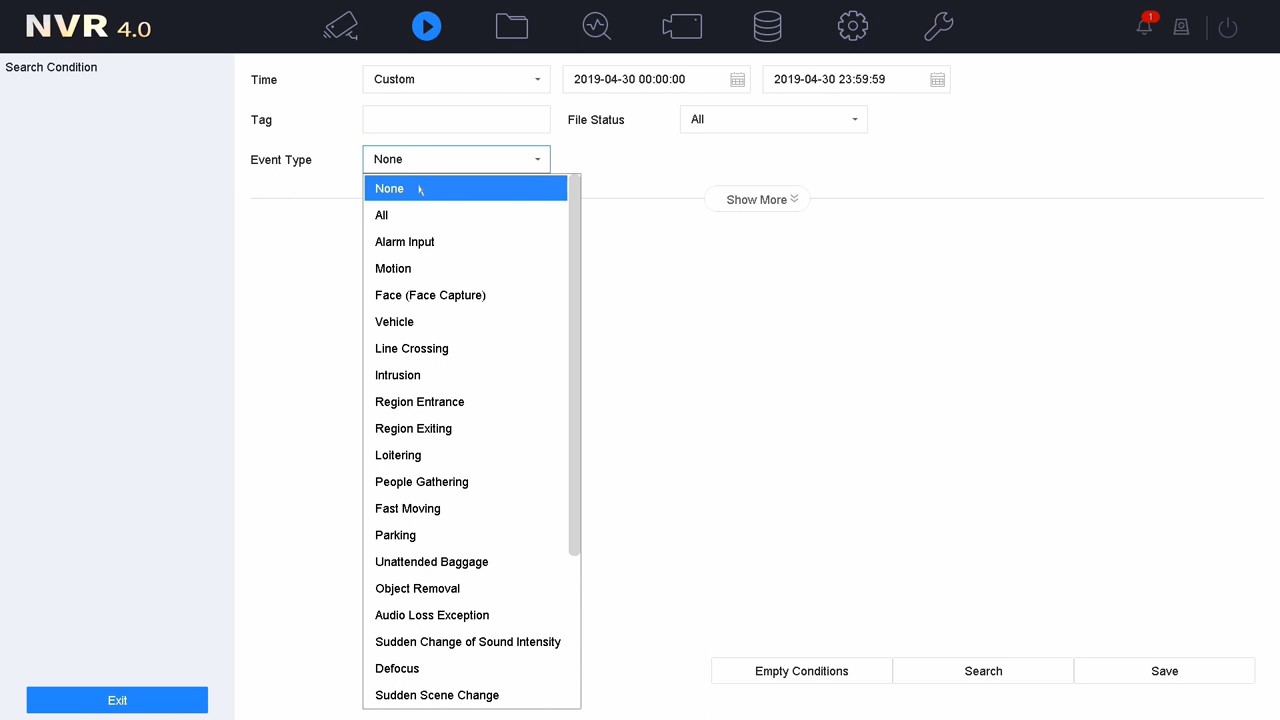 NVR 4.0
1
Search Condition
Time Custom 2019-04-30 00:00:00 2019-04-30 23:59:59
Tag File Status All
Event Type None
None
Show More
All
Alarm Input
Motion
Face (Face Capture)
Vehicle
Line Crossing
Intrusion
Region Entrance
Region Exiting
Loitering
People Gathering
Fast Moving
Parking
Unattended Baggage
Object Removal
Audio Loss Exception
Sudden Change of Sound Intensity
Defocus
Sudden Scene Change
Empty Conditions Search Save
Exit